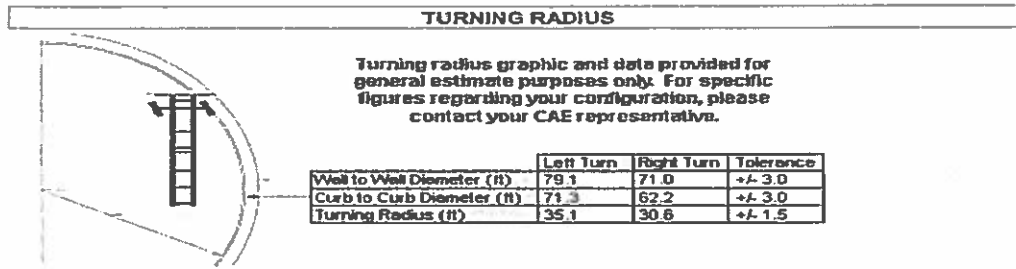 TURNING RADIUS
Turning radius graphic and data provided for
general estimate purposes only. For specific
figures regarding your configuration, please
contact your CAE representative.
Left Turn Right Turn Tolerance
Wall to Wall Diameter (ft) 79.1 71.0 +/- 3.0
Curb to Curb Diameter (ft) 71.3 62.2 +/- 3.0
Turning Radius (ft) 35.1 30.6 +/- 1.5